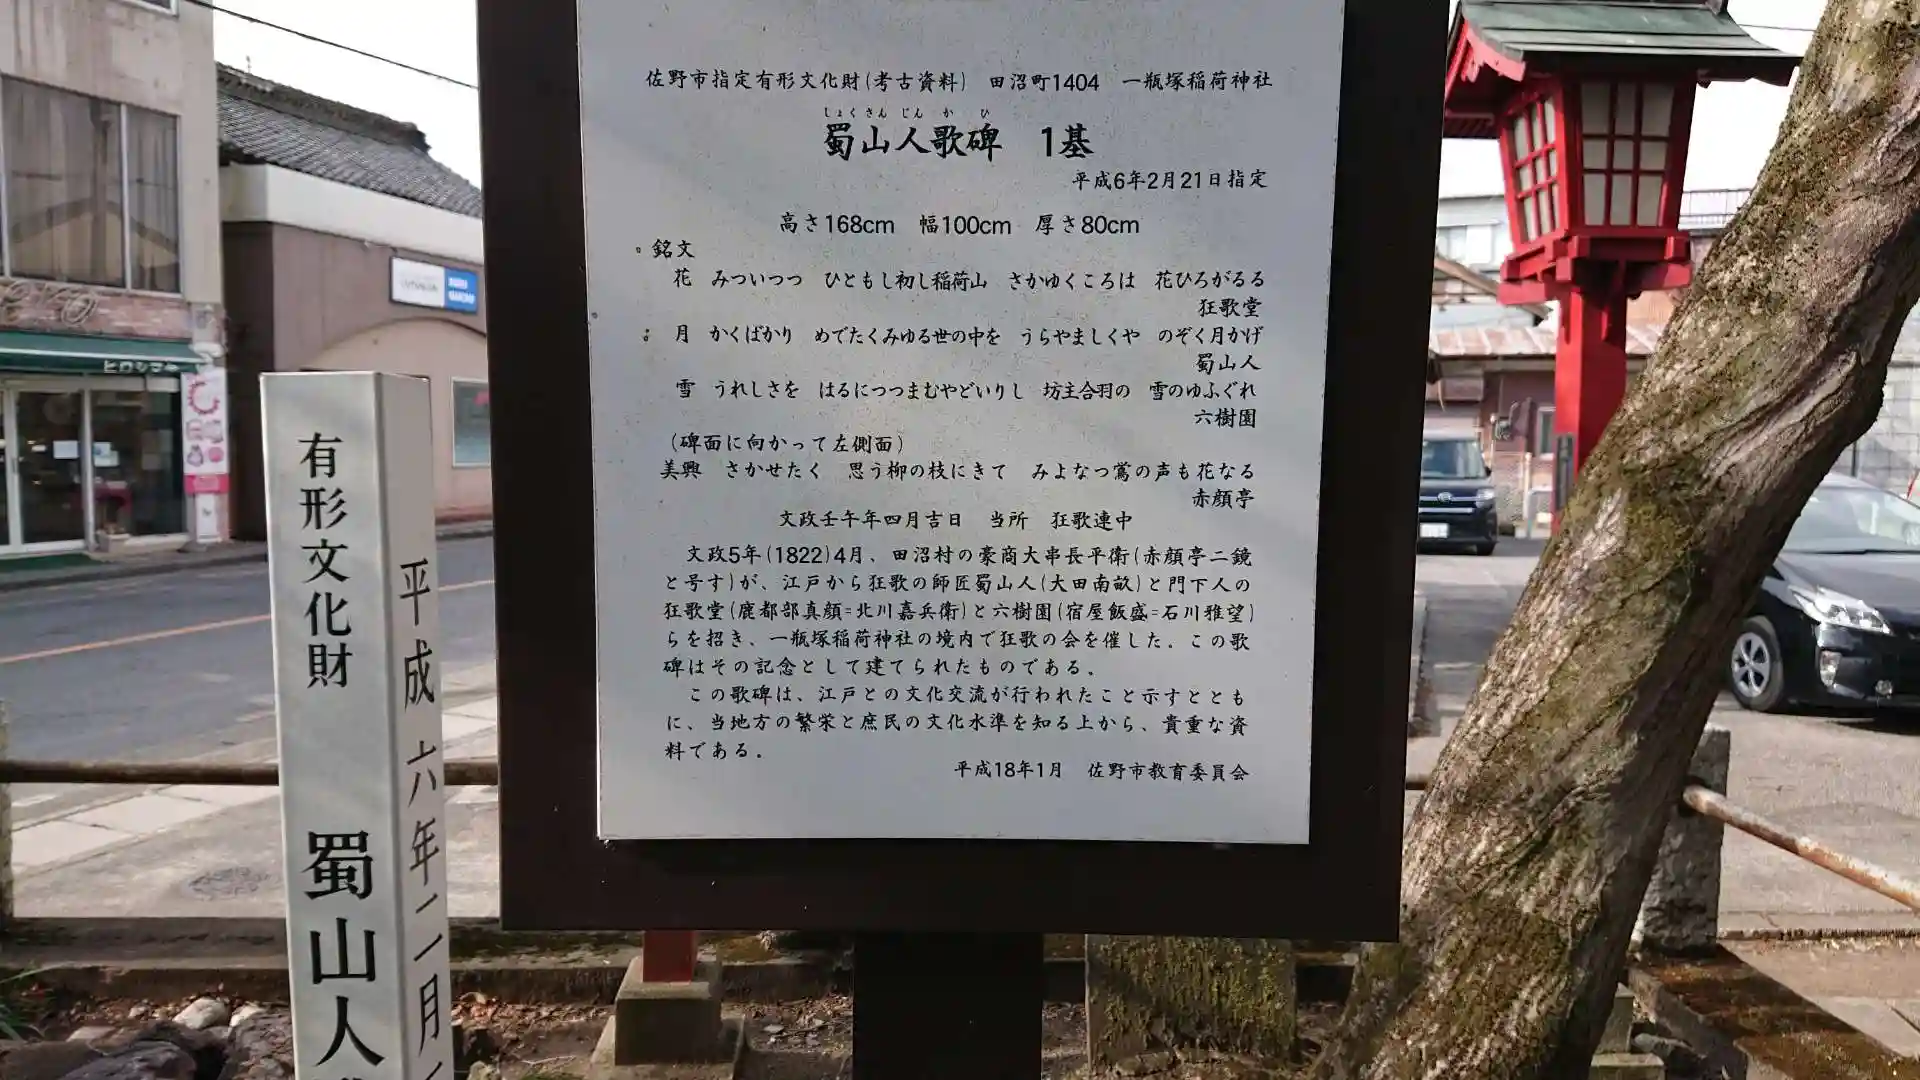 佐野市指定有形文化財(考古資料)　田沼町1404　一瓶塚稲荷神社
しょくさんじんかひ
蜀山人歌碑　1基
平成6年2月21日指定
高さ168cm　幅100cm　厚さ80cm
銘文
花　みついつつ　ひともし初し稲荷山　さかゆくころは　花ひろがるる
狂歌堂
月　かくばかり　めでたくみゆる世の中を　うらやましくや　のぞく月かげ
蜀山人
雪　うれしさを　はるにつつまむやどいりし　坊主合羽の　雪のゆふぐれ
六樹園
(碑面に向かって左側面)
美興　さかせたく　思う柳の枝にきて　みよなつ鴬の声も花なる
赤顔亭
文政壬午年四月吉日　当所　狂歌連中
文政5年(1822)4月、田沼村の豪商大串長平衛(赤顔亭二鏡
と号す)が、江戸から狂歌の師匠蜀山人(大田南畝)と門下人の
狂歌堂(鹿都部真顔=北川嘉兵衛)と六樹園(宿屋飯盛=石川雅望)
らを招き、一瓶塚稲荷神社の境内で狂歌の会を催した．この歌
碑はその記念として建てられたものである．
この歌碑は、江戸との文化交流が行われたこと示すととも
に、当地方の繁栄と庶民の文化水準を知る上から、貴重な資
料である．
平成18年1月　佐野市教育委員会
有形文化財　蜀山人
平成六年二月